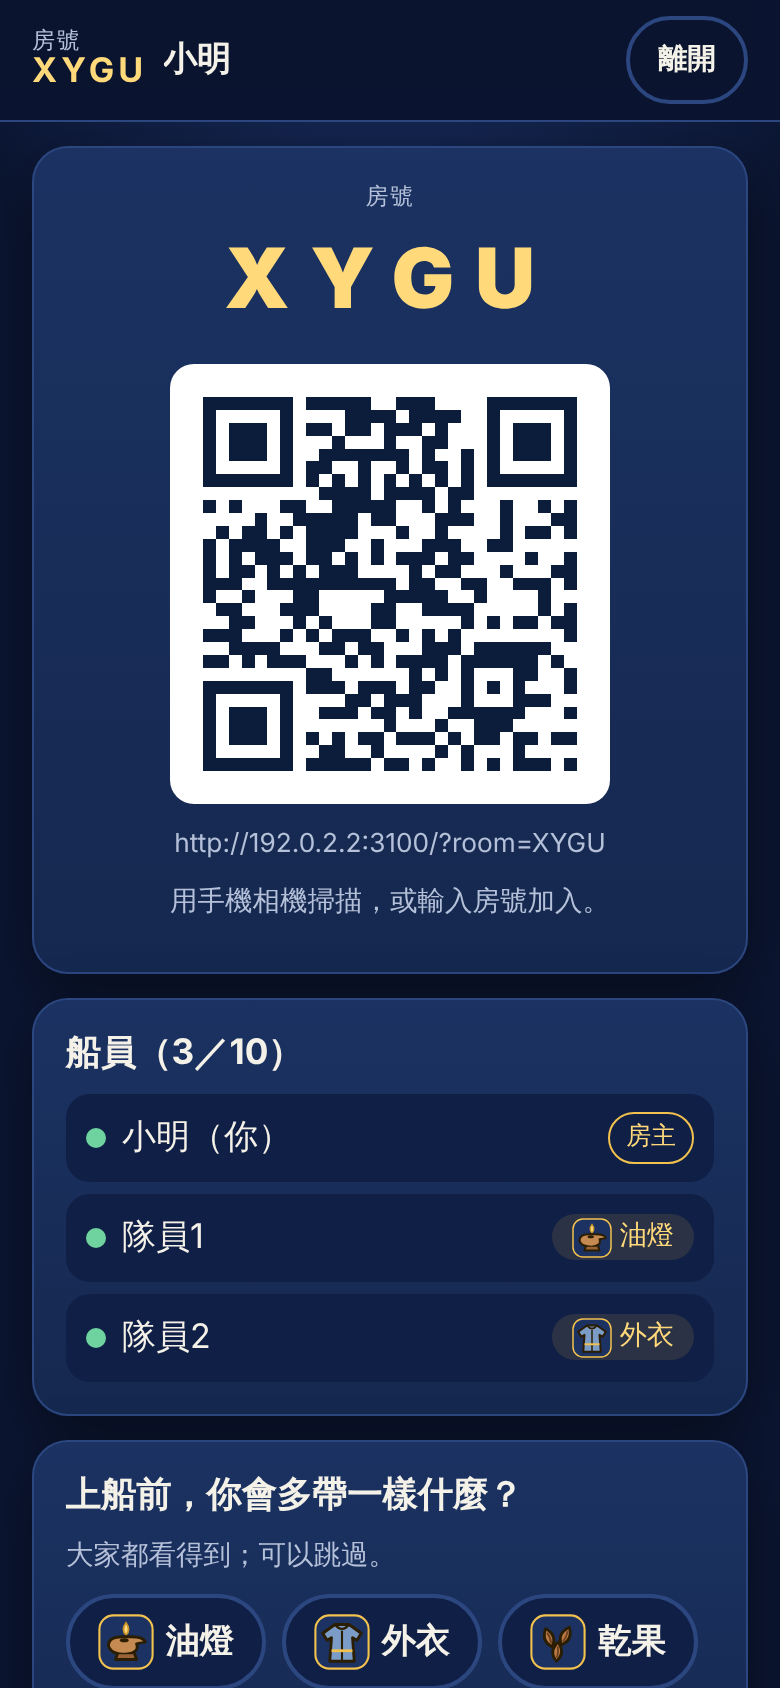 房號
XYGU 小明
離開
房號
XYGU
http://192.0.2.2:3100/?room=XYGU
用手機相機掃描，或輸入房號加入。
船員（3／10）
小明（你）
房主
隊員1
油燈
隊員2
外衣
上船前，你會多帶一樣什麼？
大家都看得到；可以跳過。
油燈
外衣
乾果